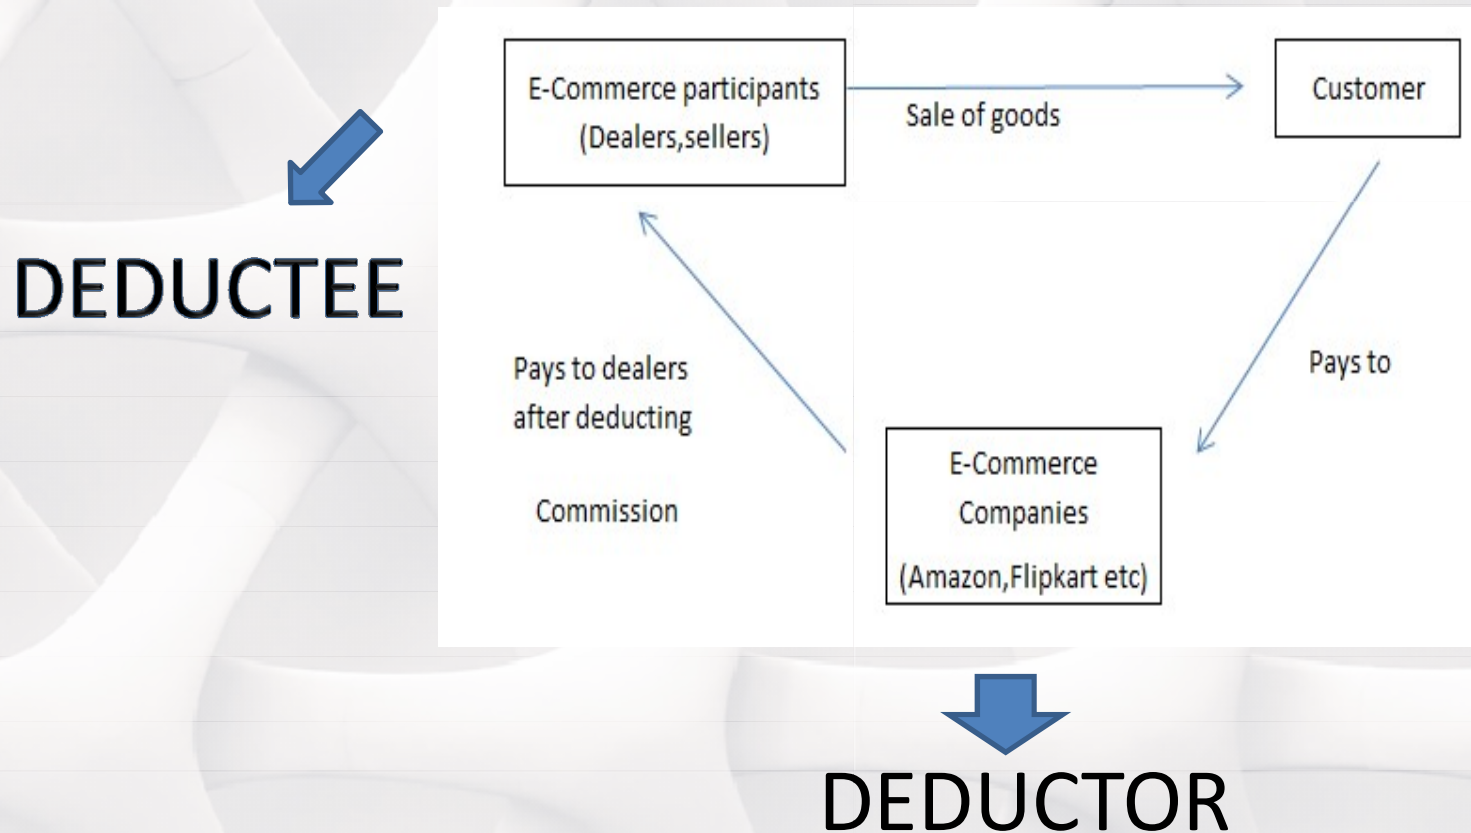 E-Commerce participants
(Dealers,sellers)
Sale of goods
Customer
DEDUCTEE
Pays to dealers
after deducting
Commission
Pays to
E-Commerce
Companies
(Amazon,Flipkart etc)
DEDUCTOR